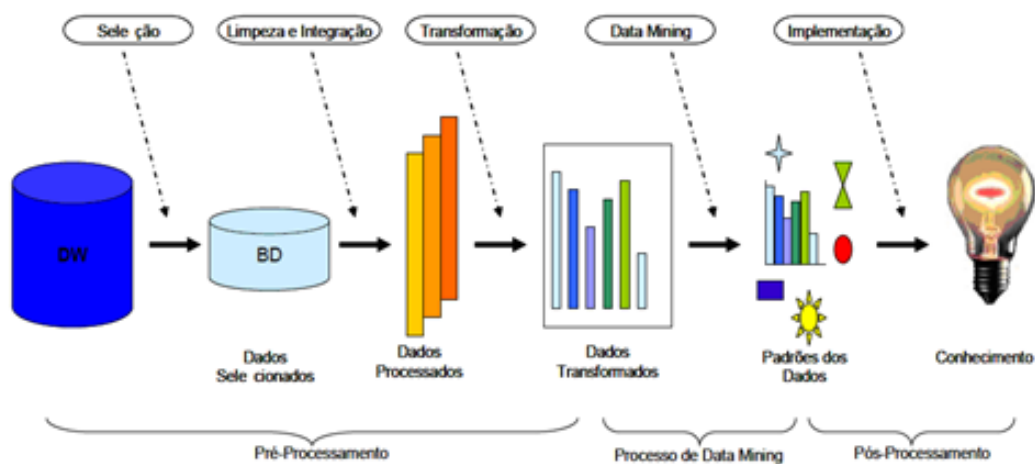 Sele ção
Limpeza e Integração
Transformação
Data Mining
Implementação
DW
BD
Dados
Sele cionados
Dados
Processados
Dados
Transformados
Padrões dos
Dados
Conhecimento
Pré-Processamento
Processo de Data Mining
Pós-Processamento